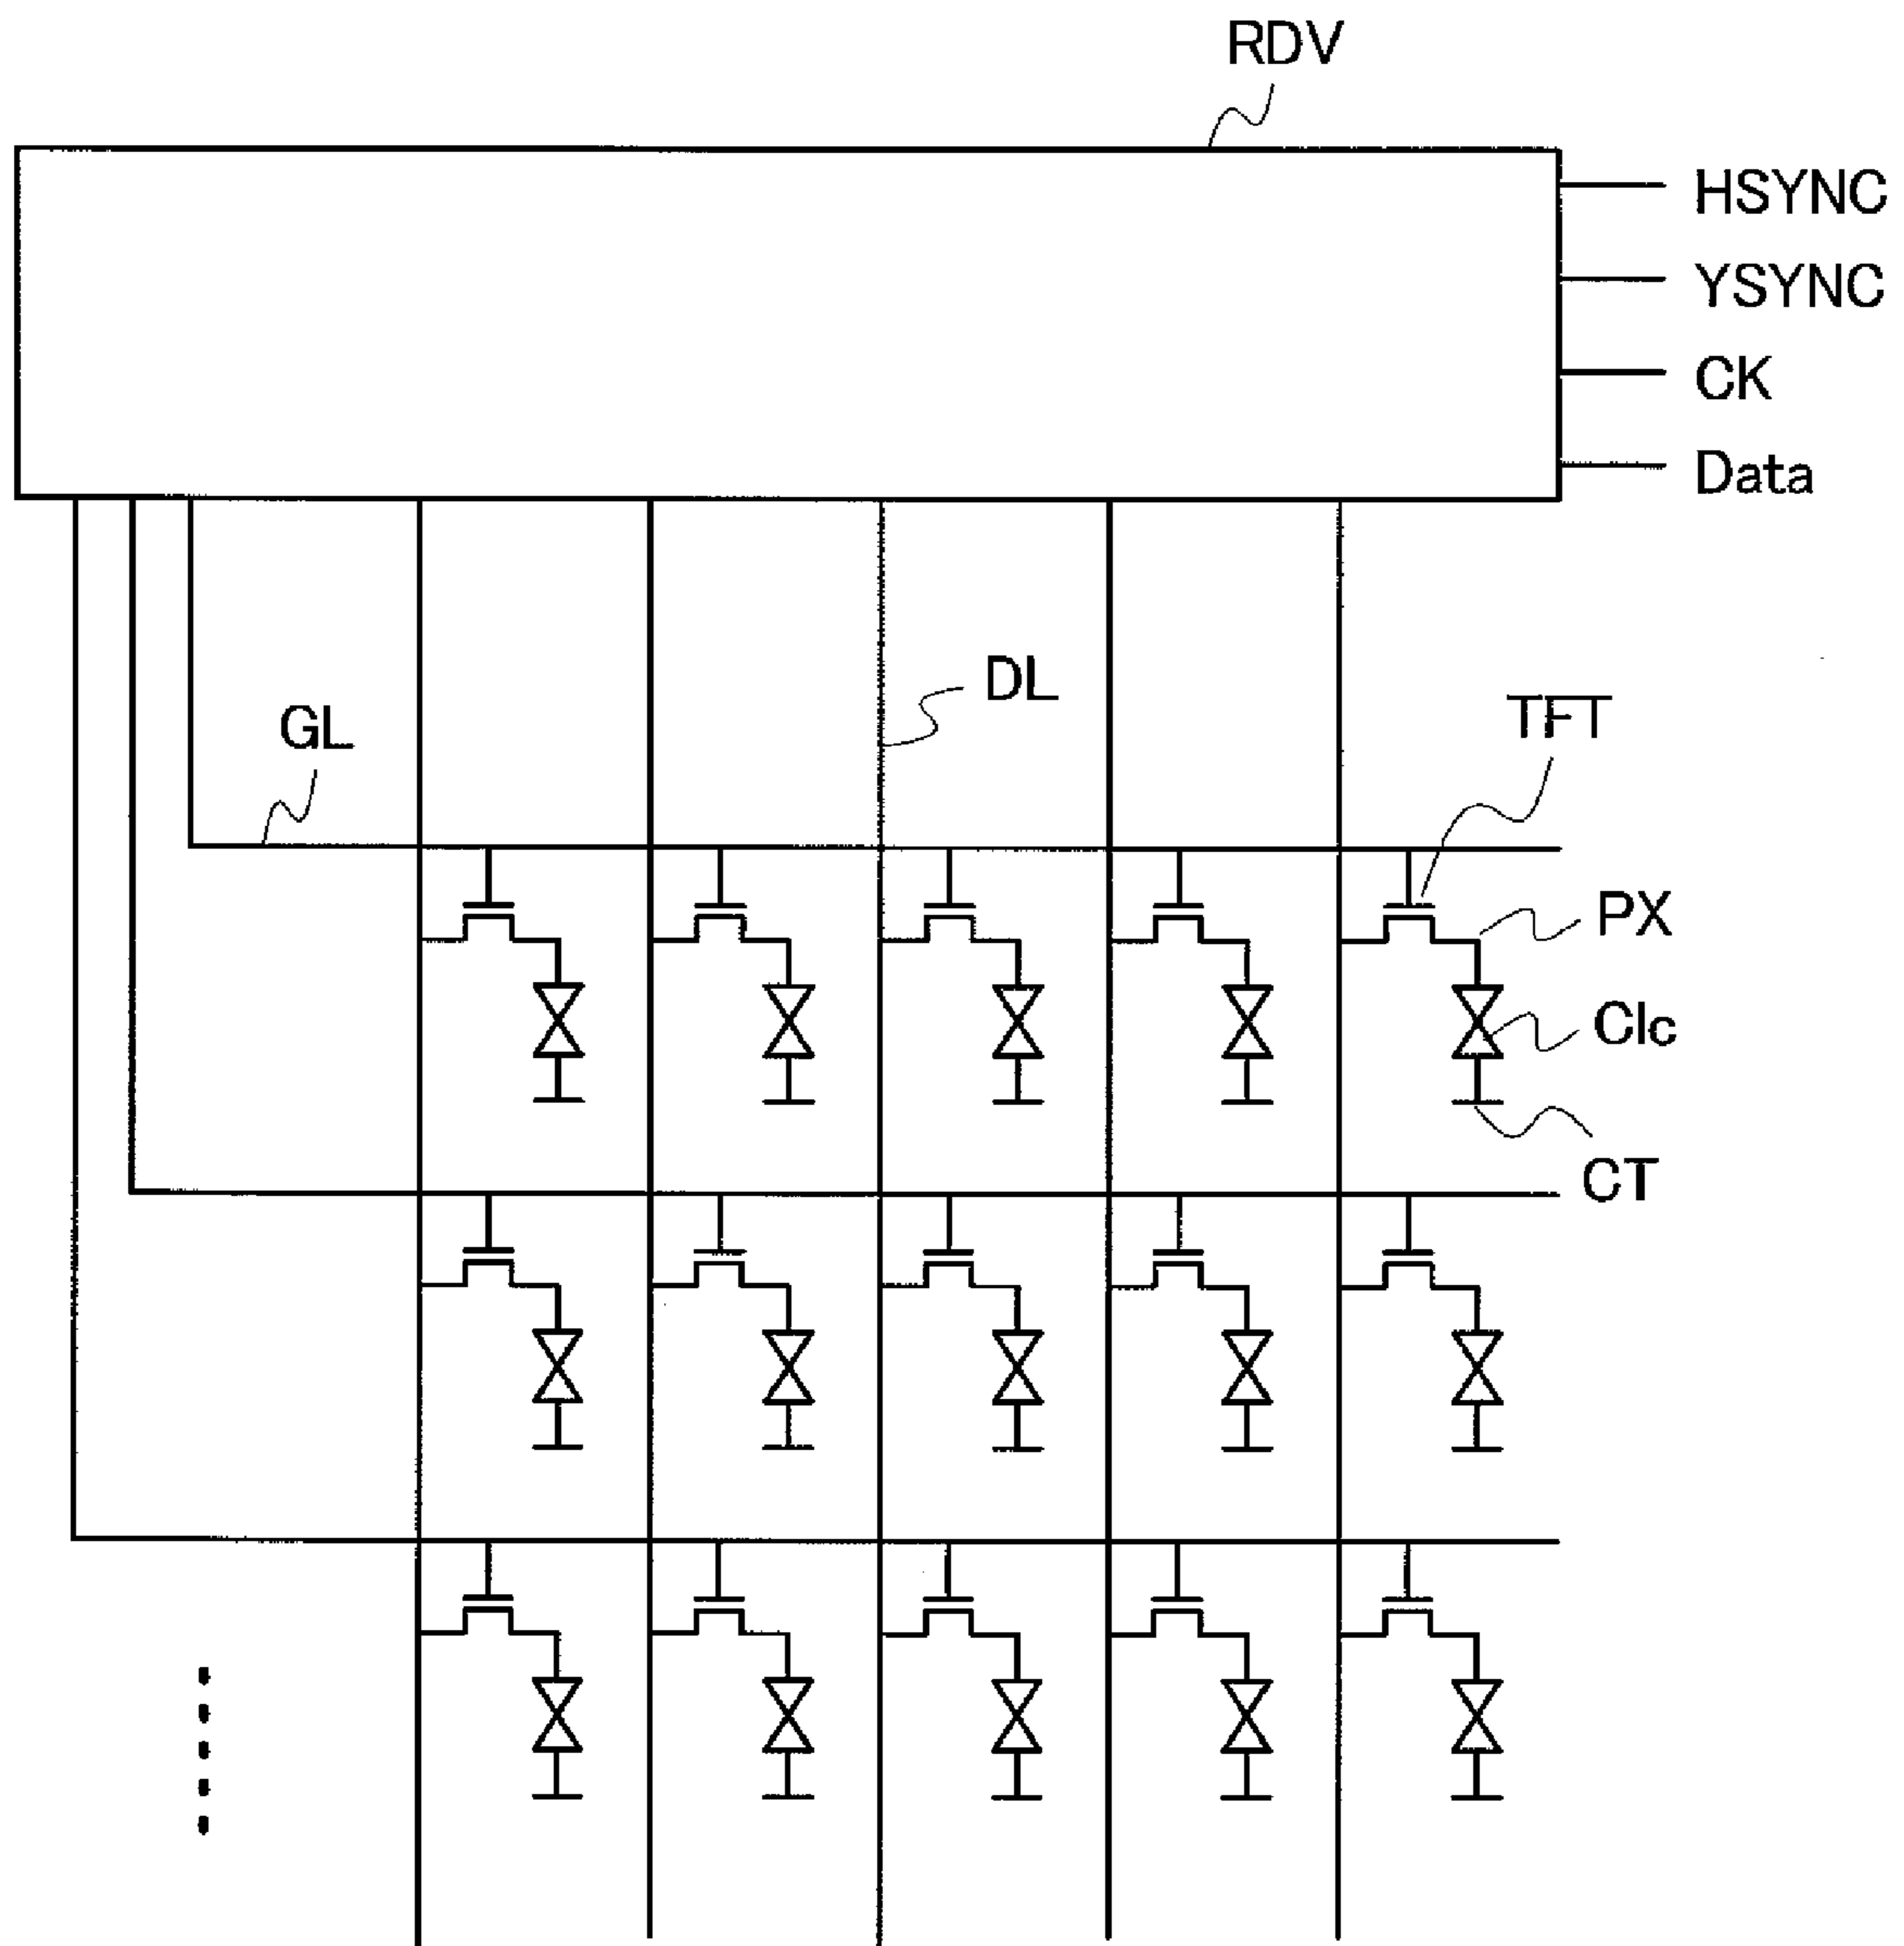 RDV
HSYNC
YSYNC
CK
Data
DL
TFT
GL
PX
Clc
CT